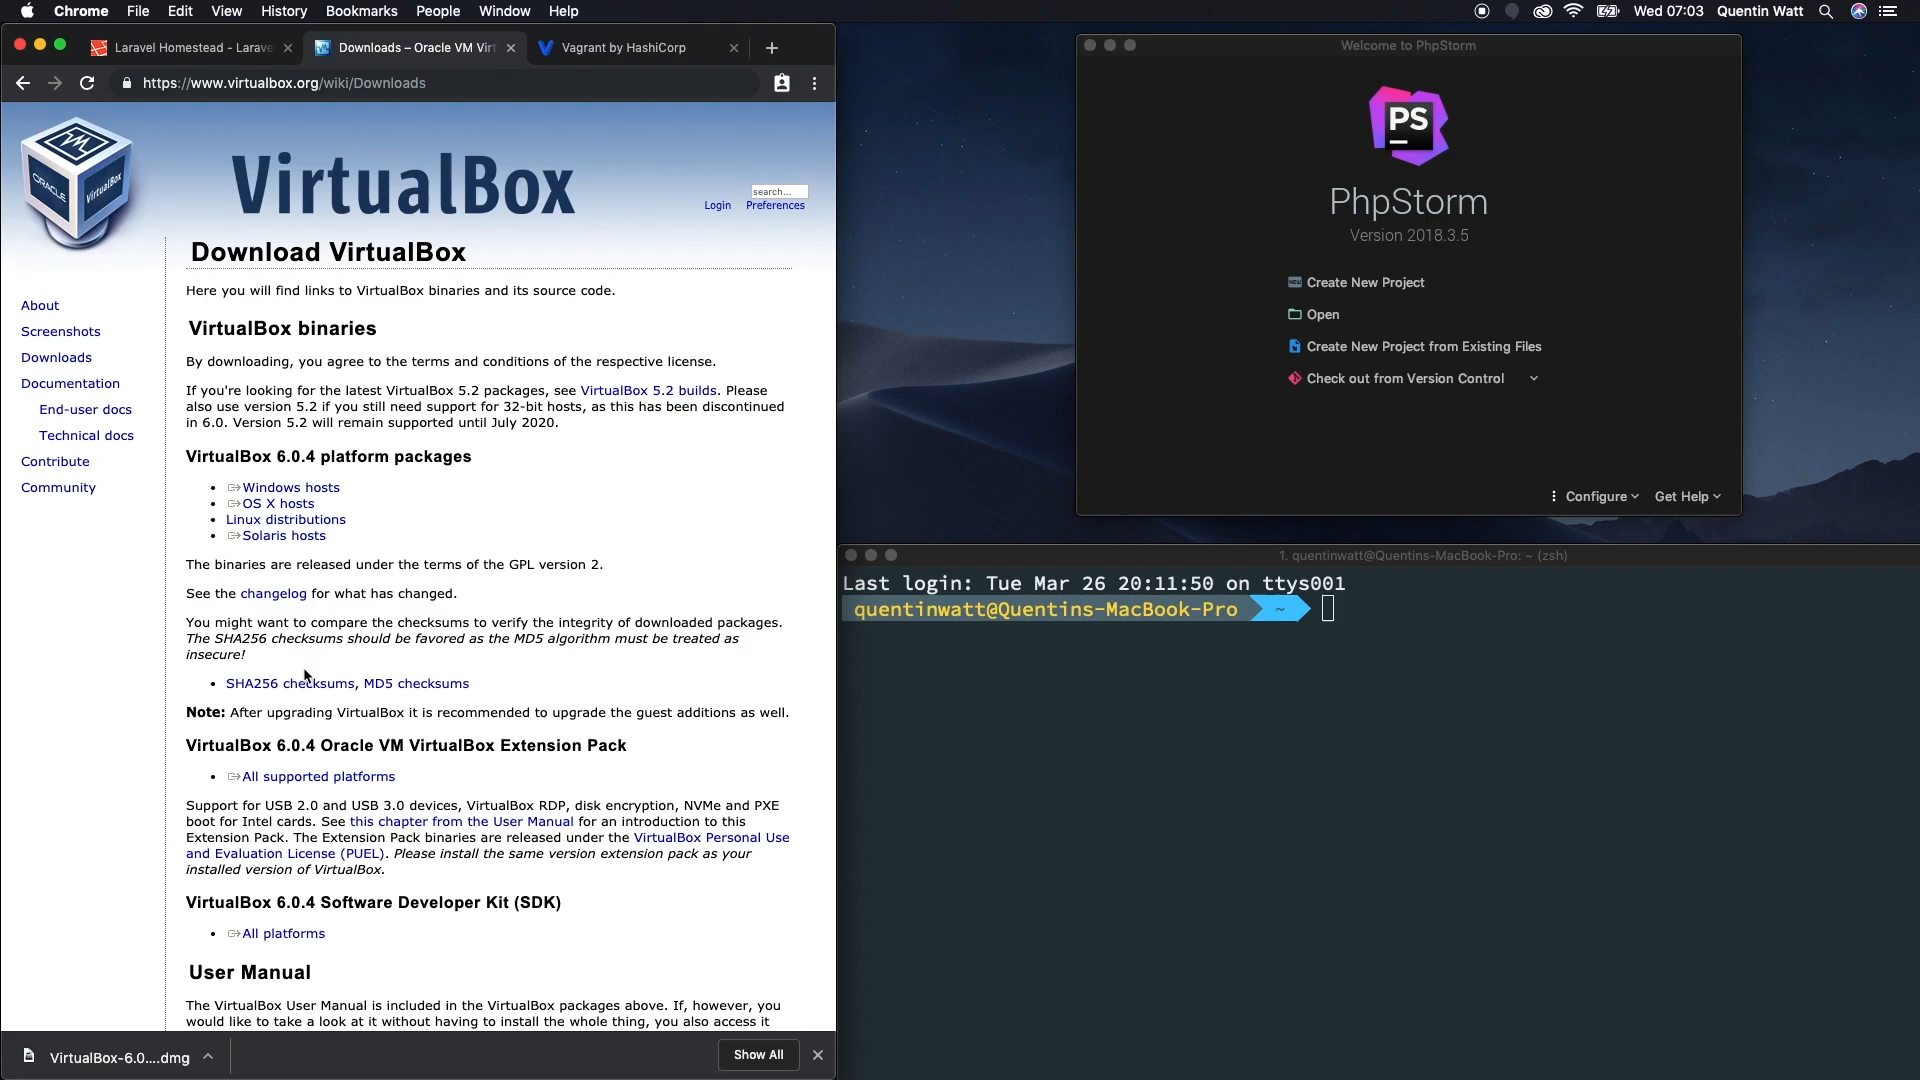 Chrome File Edit View History Bookmarks People Window Help
Wed 07:03 Quentin Watt
Laravel Homestead - Larave
Downloads – Oracle VM Virt
Vagrant by HashiCorp
https://www.virtualbox.org/wiki/Downloads
ORACLE
VirtualBox
VirtualBox
search...
Login Preferences
Download VirtualBox
Here you will find links to VirtualBox binaries and its source code.
About
Screenshots
Downloads
Documentation
End-user docs
Technical docs
Contribute
Community
VirtualBox binaries
By downloading, you agree to the terms and conditions of the respective license.
If you're looking for the latest VirtualBox 5.2 packages, see VirtualBox 5.2 builds. Please
also use version 5.2 if you still need support for 32-bit hosts, as this has been discontinued
in 6.0. Version 5.2 will remain supported until July 2020.
VirtualBox 6.0.4 platform packages
• Windows hosts
• OS X hosts
• Linux distributions
• Solaris hosts
The binaries are released under the terms of the GPL version 2.
See the changelog for what has changed.
You might want to compare the checksums to verify the integrity of downloaded packages.
The SHA256 checksums should be favored as the MD5 algorithm must be treated as
insecure!
• SHA256 checksums, MD5 checksums
Note: After upgrading VirtualBox it is recommended to upgrade the guest additions as well.
VirtualBox 6.0.4 Oracle VM VirtualBox Extension Pack
• All supported platforms
Support for USB 2.0 and USB 3.0 devices, VirtualBox RDP, disk encryption, NVMe and PXE
boot for Intel cards. See this chapter from the User Manual for an introduction to this
Extension Pack. The Extension Pack binaries are released under the VirtualBox Personal Use
and Evaluation License (PUEL). Please install the same version extension pack as your
installed version of VirtualBox.
VirtualBox 6.0.4 Software Developer Kit (SDK)
• All platforms
User Manual
The VirtualBox User Manual is included in the VirtualBox packages above. If, however, you
would like to take a look at it without having to install the whole thing, you also access it
VirtualBox-6.0....dmg
Show All
Welcome to PhpStorm
PS
PhpStorm
Version 2018.3.5
Create New Project
Open
Create New Project from Existing Files
Check out from Version Control
Configure Get Help
1. quentinwatt@Quentins-MacBook-Pro: ~ (zsh)
Last login: Tue Mar 26 20:11:50 on ttys001
quentinwatt@Quentins-MacBook-Pro ~